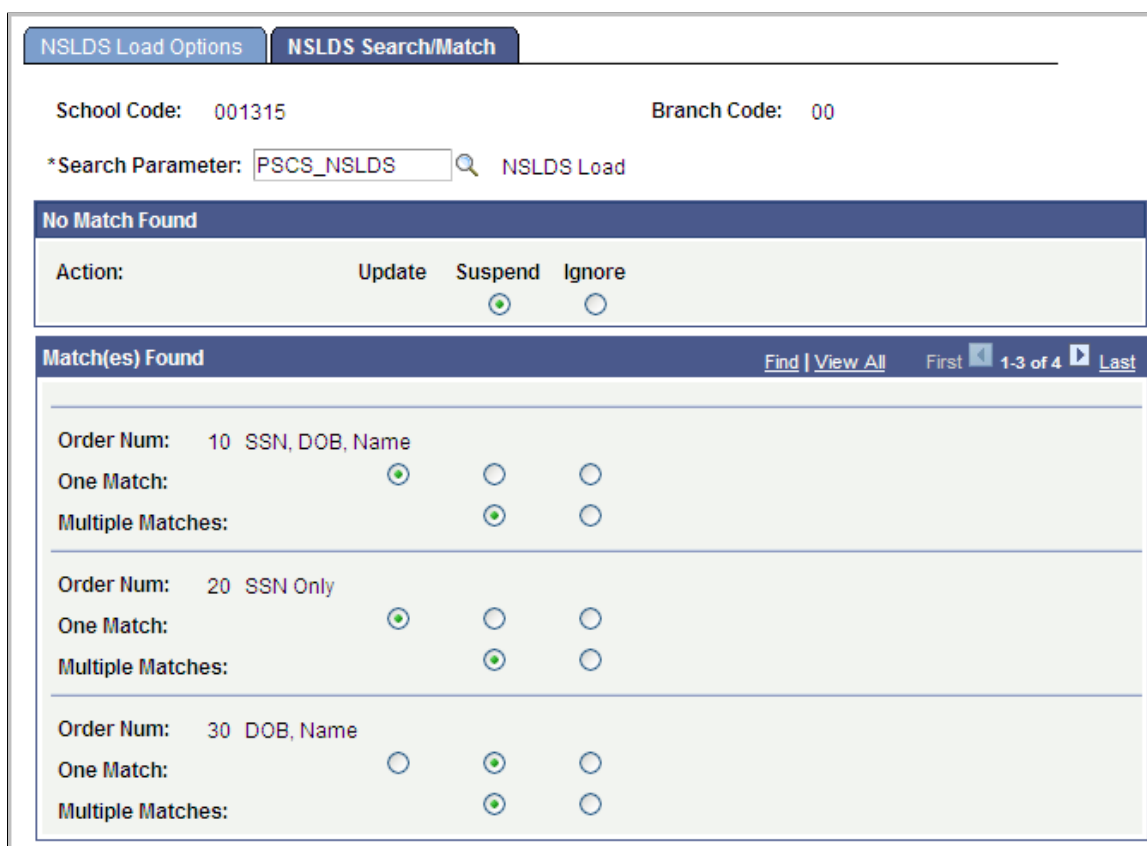 NSLDS Load Options NSLDS Search/Match
School Code: 001315 Branch Code: 00
*Search Parameter: PSCS_NSLDS NSLDS Load
No Match Found
Action: Update Suspend Ignore
Match(es) Found Find | View All First 1-3 of 4 Last
Order Num: 10 SSN, DOB, Name
One Match:
Multiple Matches:
Order Num: 20 SSN Only
One Match:
Multiple Matches:
Order Num: 30 DOB, Name
One Match:
Multiple Matches: